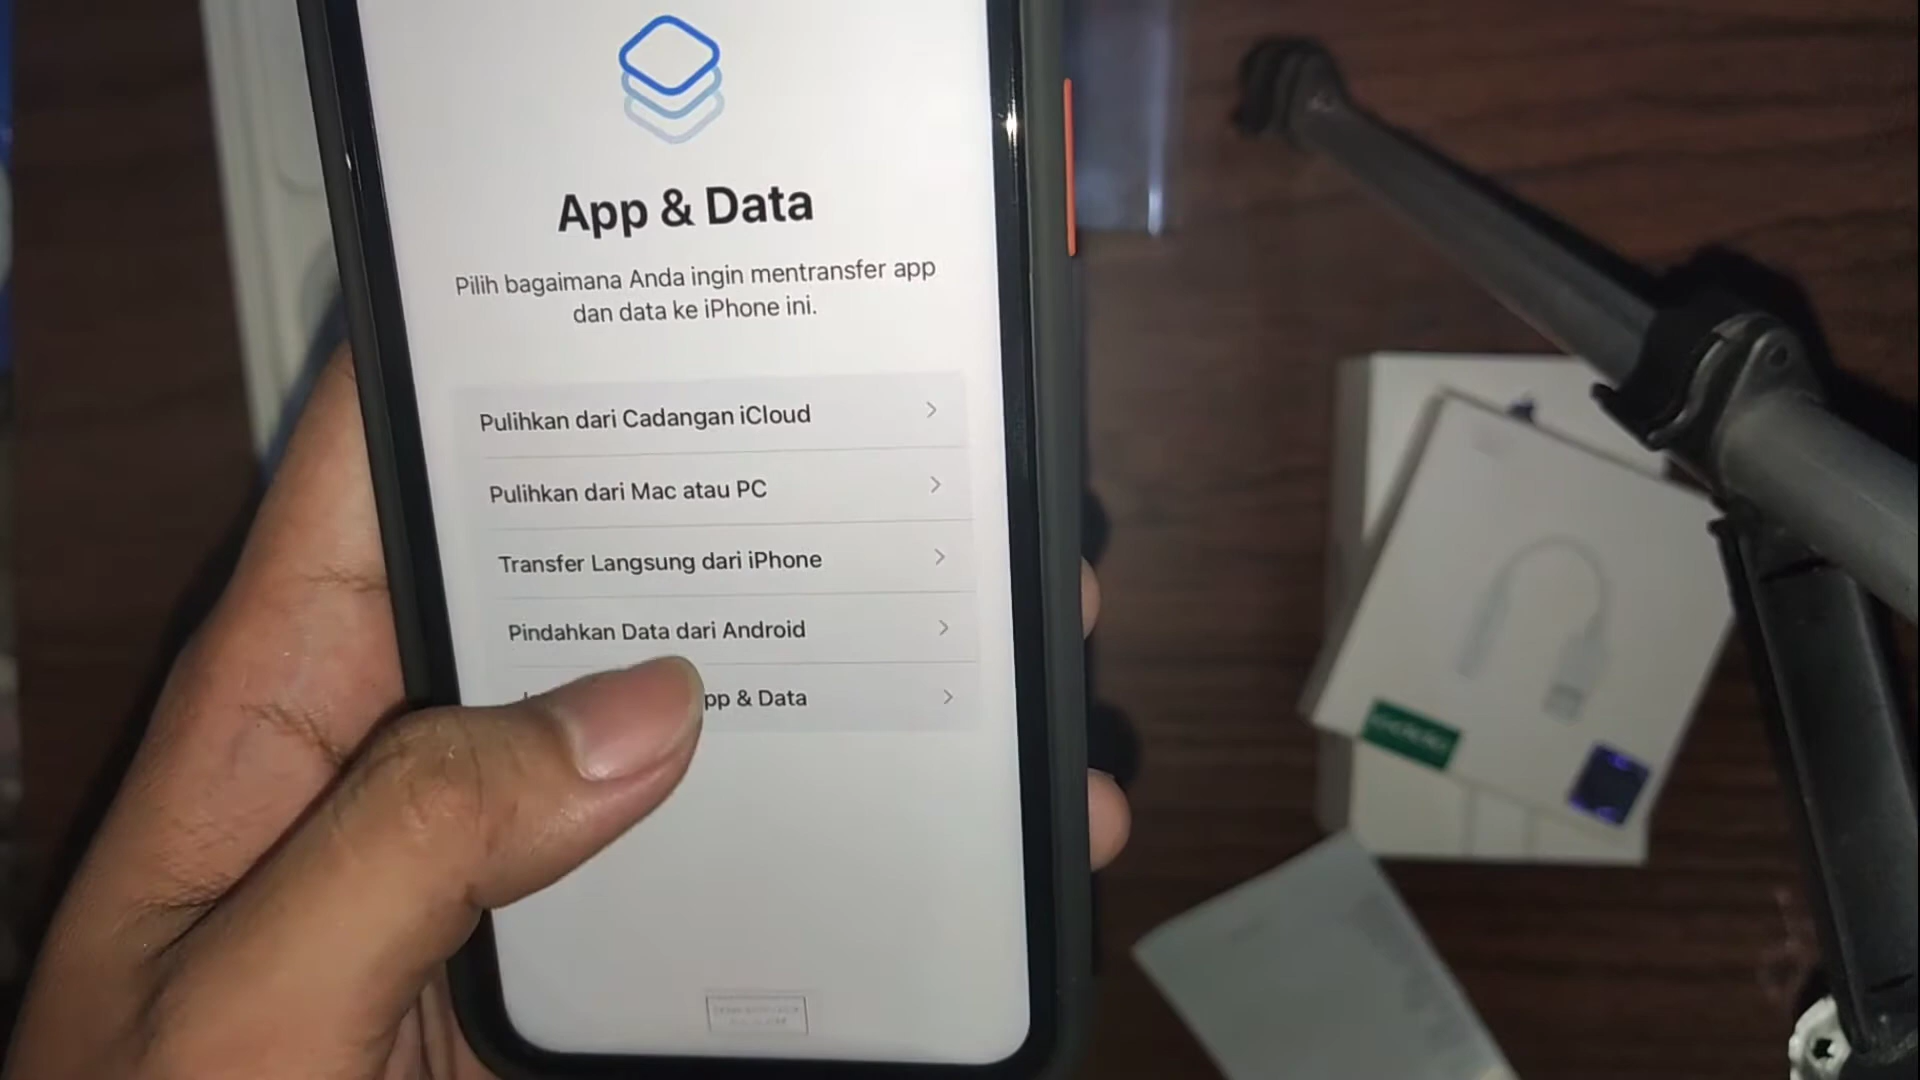 App & Data
Pilih bagaimana Anda ingin mentransfer app
dan data ke iPhone ini.
Pulihkan dari Cadangan iCloud
Pulihkan dari Mac atau PC
Transfer Langsung dari iPhone
Pindahkan Data dari Android
& Data